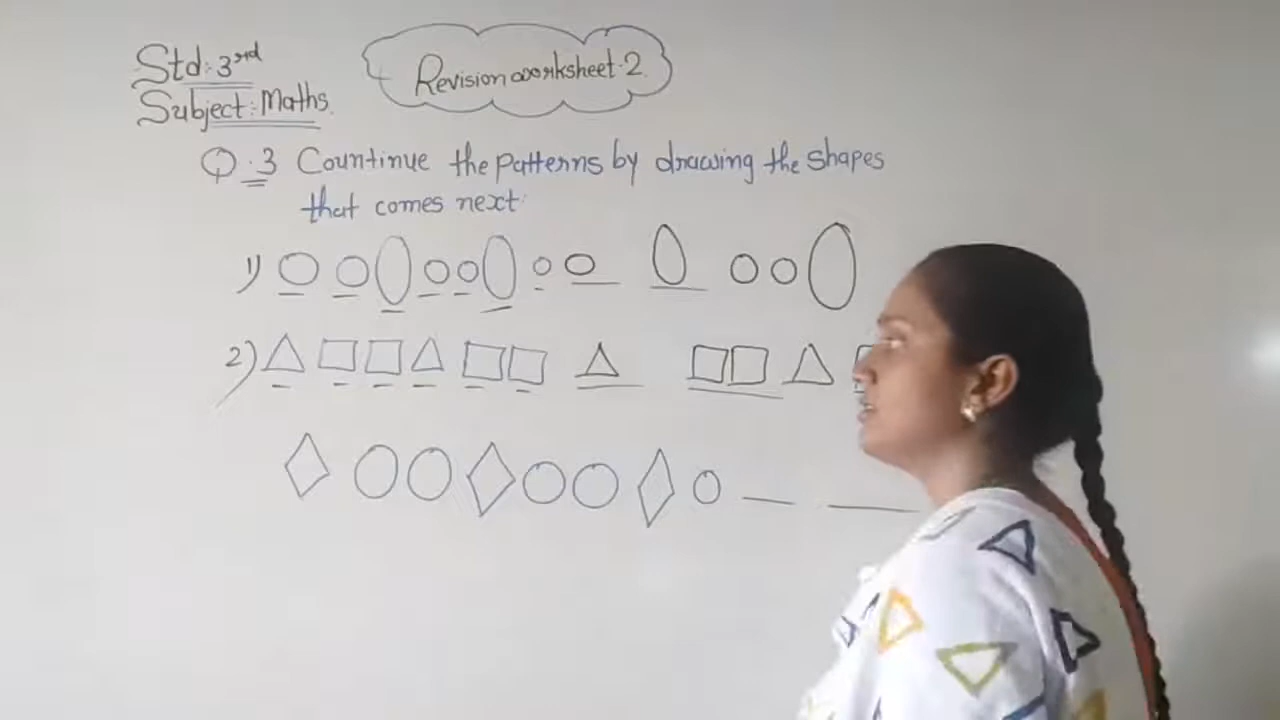 Std: 3rd
Subject: Maths.
Revision worksheet-2
Q.3 Countinue the patterns by drawing the shapes
that comes next.
1)
2)